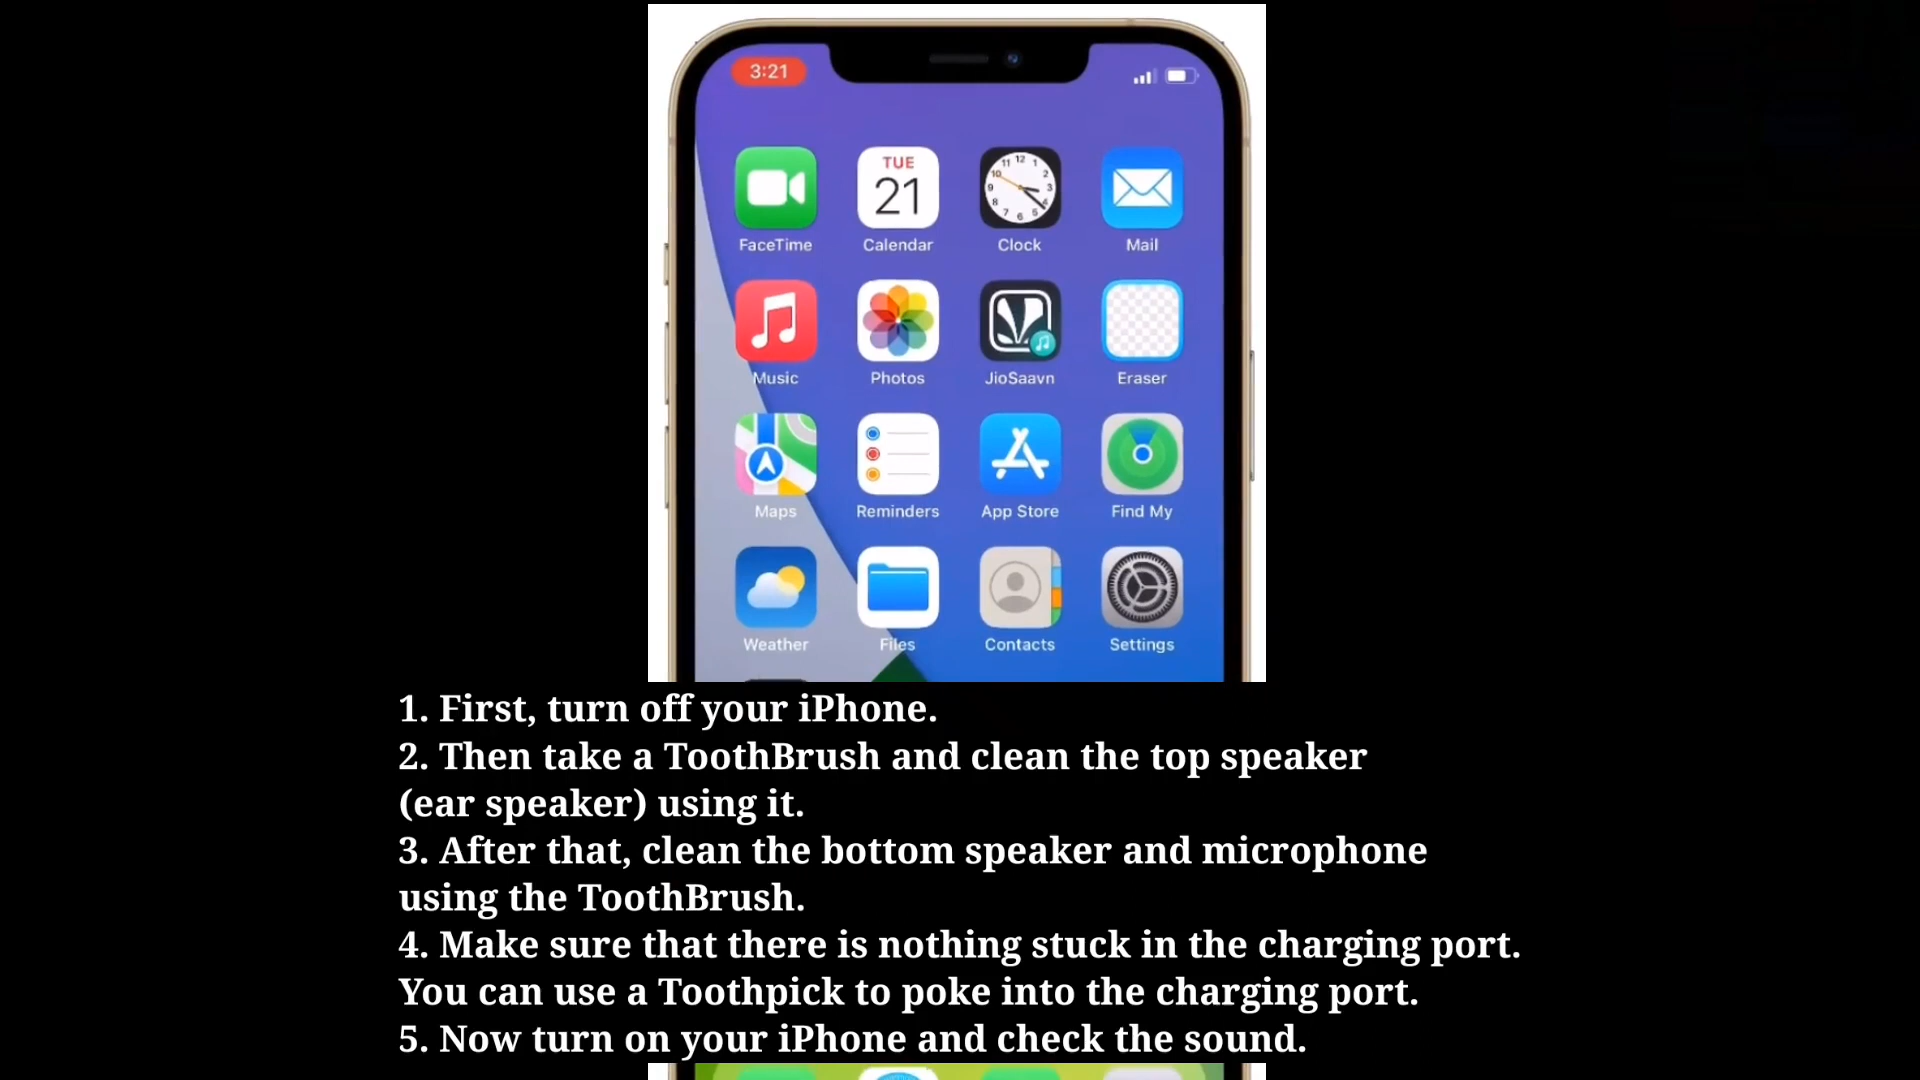 3:21
TUE
21
FaceTime Calendar Clock Mail
Music Photos JioSaavn Eraser
Maps Reminders App Store Find My
Weather Files Contacts Settings
1. First, turn off your iPhone.
2. Then take a ToothBrush and clean the top speaker
(ear speaker) using it.
3. After that, clean the bottom speaker and microphone
using the ToothBrush.
4. Make sure that there is nothing stuck in the charging port.
You can use a Toothpick to poke into the charging port.
5. Now turn on your iPhone and check the sound.